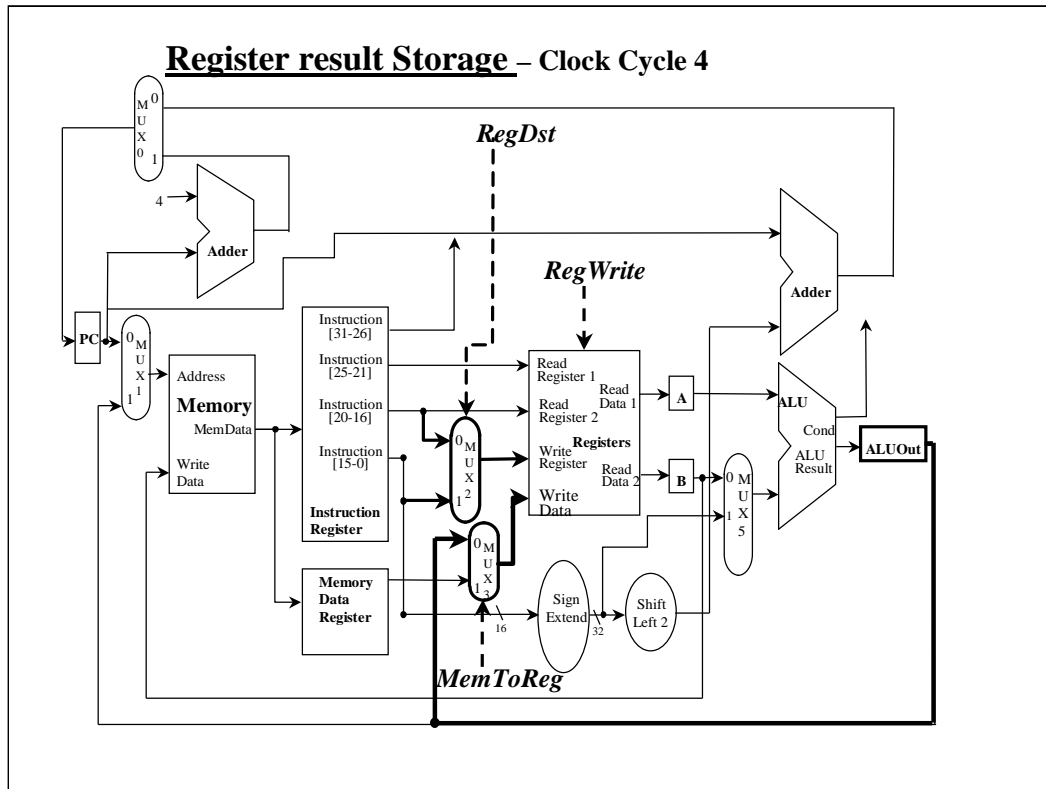 Register result Storage – Clock Cycle 4
M
U
X
0
0
1
RegDst
4
Adder
RegWrite
Adder
PC
0
1
M
U
X
1
Address
Memory
MemData
Write
Data
Instruction
[31-26]
Instruction
[25-21]
Instruction
[20-16]
Instruction
[15-0]
Instruction
Register
0
1
M
U
X
2
Read
Register 1
Read
Data 1
Read
Register 2
Registers
Write
Register
Read
Data 2
Write
Data
A
B
0
1
M
U
X
5
ALU
Cond
ALU
Result
ALUOut
0
1
M
U
X
3
Memory
Data
Register
16
Sign
Extend
32
Shift
Left 2
MemToReg